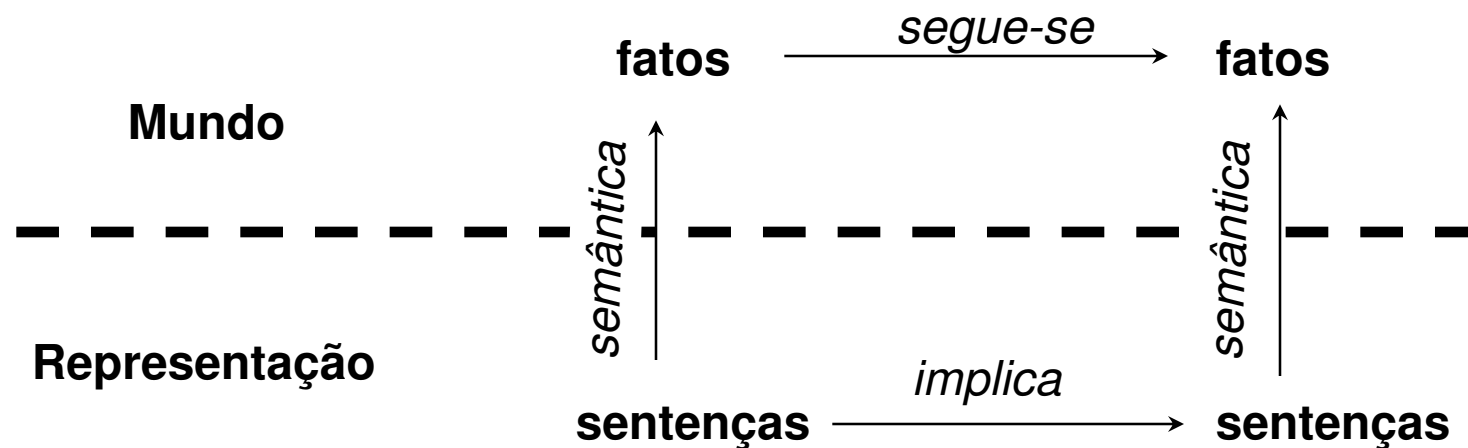 segue-se
fatos
fatos
Mundo
semântica
semântica
Representação
implica
sentenças
sentenças